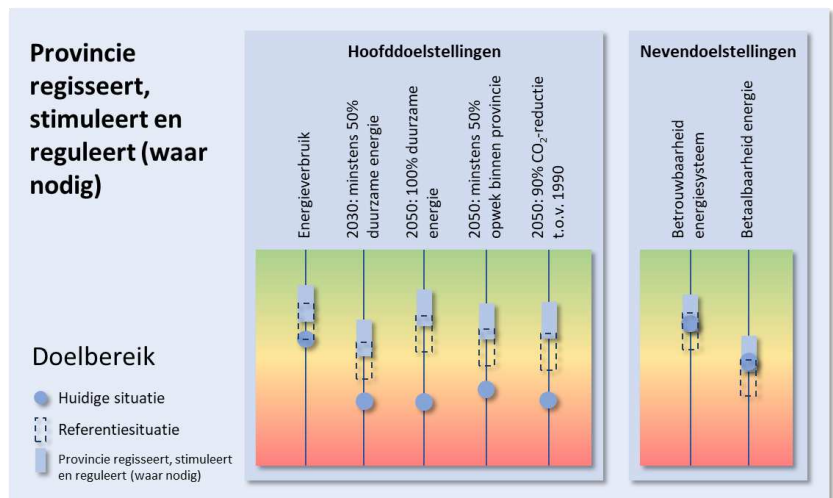 Provincie
regisseert,
stimuleert en
reguleert (waar
nodig)
Hoofddoelstellingen
Energieverbruik
2030: minstens 50%
duurzame energie
2050: 100% duurzame
energie
2050: minstens 50%
opwek binnen provincie
2050: 90% CO₂-reductie
t.o.v. 1990
Nevendoelstellingen
Betrouwbaarheid
energiesysteem
Betaalbaarheid energie
Doelbereik
Huidige situatie
Referentiesituatie
Provincie regisseert, stimuleert
en reguleert (waar nodig)